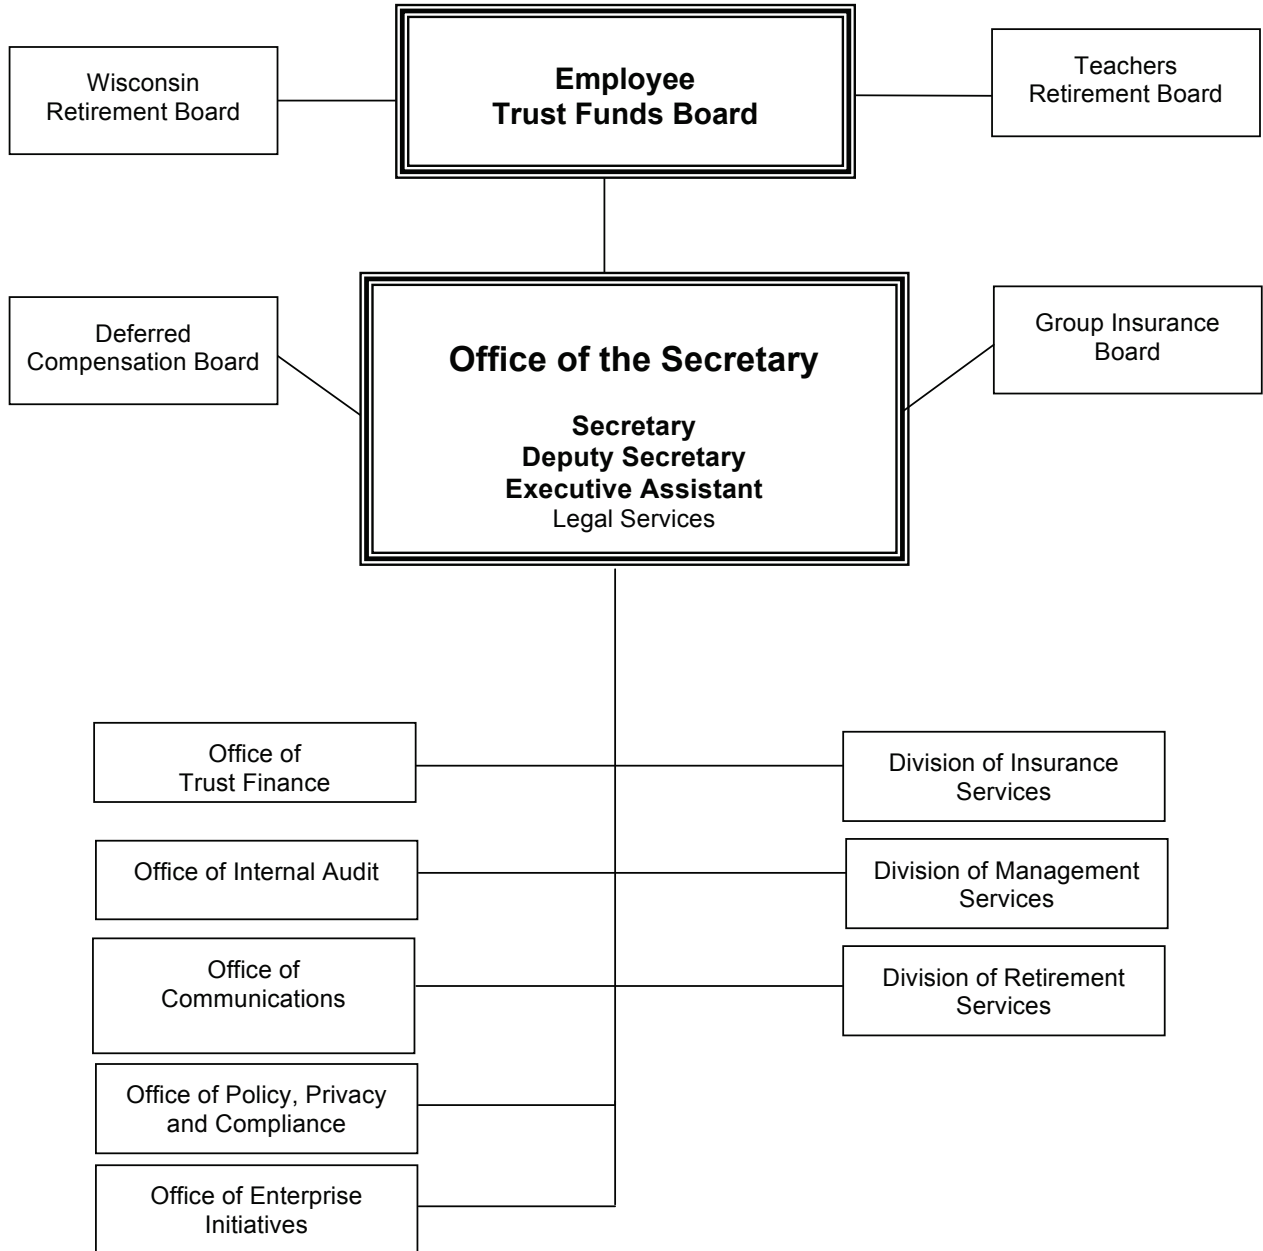 Wisconsin
Retirement Board
Employee
Trust Funds Board
Teachers
Retirement Board
Deferred
Compensation Board
Office of the Secretary
Secretary
Deputy Secretary
Executive Assistant
Legal Services
Group Insurance
Board
Office of
Trust Finance
Division of Insurance
Services
Office of Internal Audit
Division of Management
Services
Office of
Communications
Division of Retirement
Services
Office of Policy, Privacy
and Compliance
Office of Enterprise
Initiatives